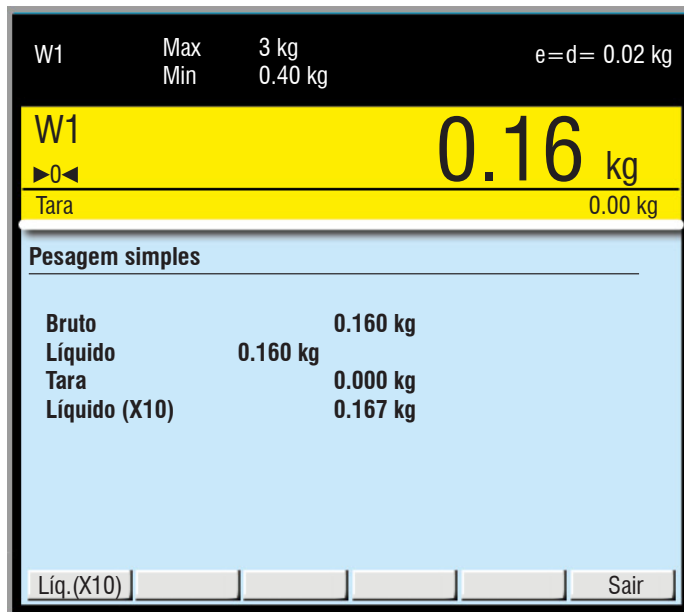 W1 Max 3 kg e=d= 0.02 kg
Min 0.40 kg
W1 0.16 kg
►0◄
Tara 0.00 kg
Pesagem simples
Bruto 0.160 kg
Líquido 0.160 kg
Tara 0.000 kg
Líquido (X10) 0.167 kg
Líq.(X10) Sair